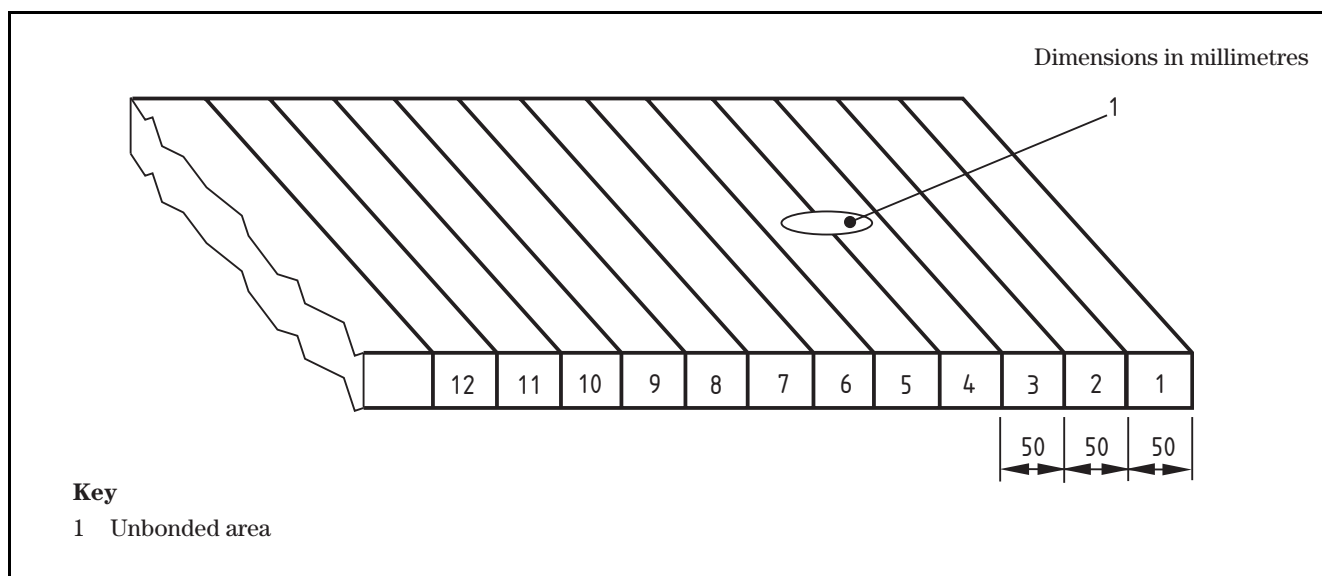 Dimensions in millimetres
1
12 11 10 9 8 7 6 5 4 3 2 1
50 50 50
Key
1 Unbonded area